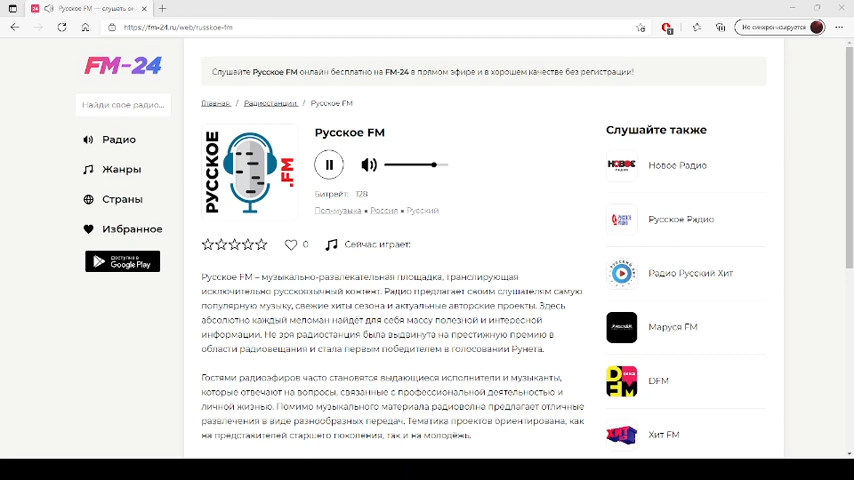 Русское FM — слушать он
https://fm-24.ru/web/russkoe-fm
Не синхронизируется
FM-24
Найди свое радио...
Радио
Жанры
Страны
Избранное
ДОСТУПНО В
Google Play
Слушайте Русское FM онлайн бесплатно на FM-24 в прямом эфире и в хорошем качестве без регистрации!
Главная / Радиостанции / Русское FM
РУССКОЕ
.FM
Русское FM
Битрейт: 128
Поп-музыка • Россия • Русский
0
Сейчас играет:
Русское FM – музыкально-развлекательная площадка, транслирующая
исключительно русскоязычный контент. Радио предлагает своим слушателям самую
популярную музыку, свежие хиты сезона и актуальные авторские проекты. Здесь
абсолютно каждый меломан найдёт для себя массу полезной и интересной
информации. Не зря радиостанция была выдвинута на престижную премию в
области радиовещания и стала первым победителем в голосовании Рунета.
Гостями радиоэфиров часто становятся выдающиеся исполнители и музыканты,
которые отвечают на вопросы, связанные с профессиональной деятельностью и
личной жизнью. Помимо музыкального материала радиоволна предлагает отличные
развлечения в виде разнообразных передач. Тематика проектов ориентирована, как
на представителей старшего поколения, так и на молодёжь.
Слушайте также
НОВОЕ
Новое Радио
Русское Радио
Радио Русский Хит
Маруся FM
DFM
DFM
ХИТ
Хит FM